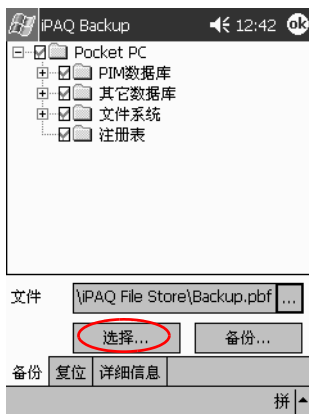 iPAQ Backup 12:42 ok
Pocket PC
PIM数据库
其它数据库
文件系统
注册表
文件 \iPAQ File Store\Backup.pbf ...
选择... 备份...
备份 复位 详细信息
拼